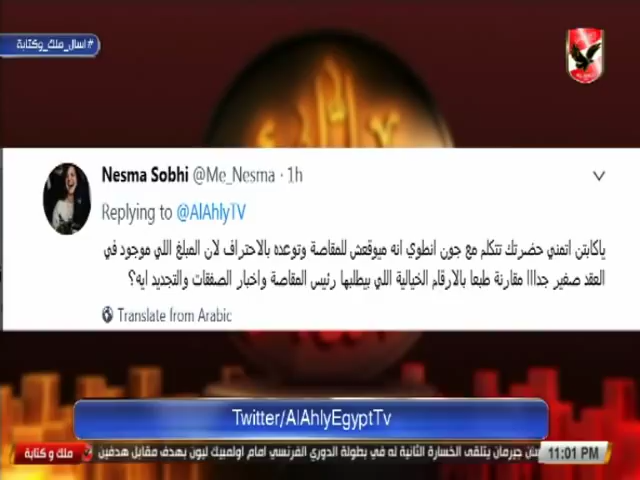 #اسال_ملك_وكتابة
Nesma Sobhi @Me_Nesma · 1h
Replying to @AlAhlyTV
ياكابتن اتمني حضرتك تتكلم مع جون انطوي انه ميوقعش للمقاصة وتوعده بالاحتراف لان المبلغ اللي موجود في
العقد صغير جدااا مقارنة طبعا بالارقام الخيالية اللي بيطلبها رئيس المقاصة واخبار الصفقات والتجديد ايه؟
Translate from Arabic
Twitter/AlAhlyEgyptTv
سان جيرمان يتلقى الخسارة الثانية له في بطولة الدوري الفرنسي امام اولمبيك ليون بهدف مقابل هدفين
ملك و كتابة
11:01 PM